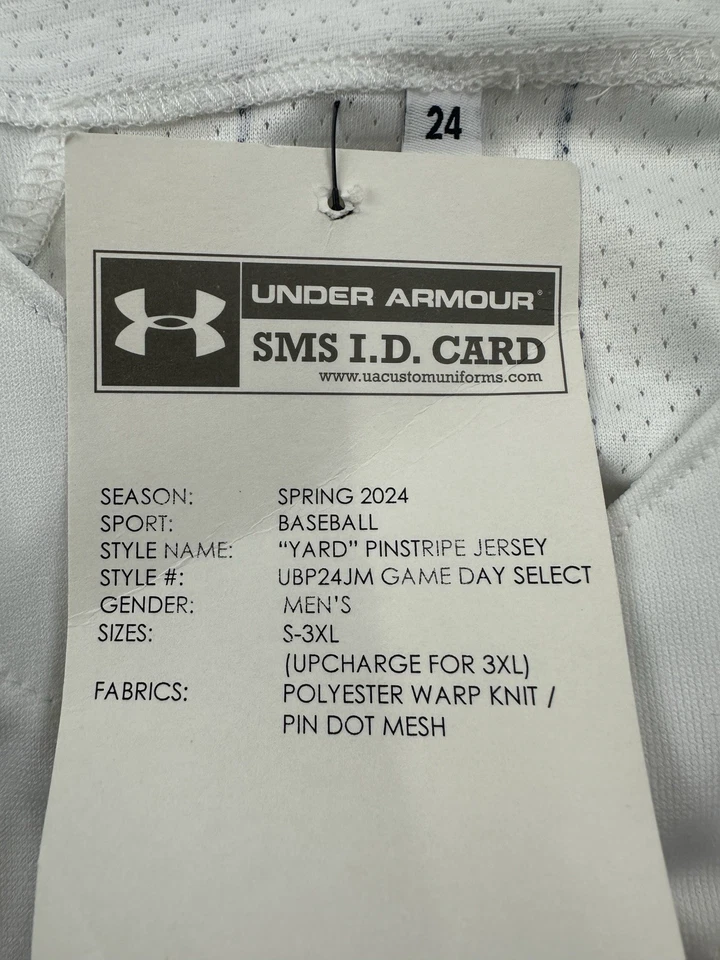 24
UNDER ARMOUR®
SMS I.D. CARD
www.uacustomuniforms.com
SEASON: SPRING 2024
SPORT: BASEBALL
STYLE NAME: “YARD” PINSTRIPE JERSEY
STYLE #: UBP24JM GAME DAY SELECT
GENDER: MEN'S
SIZES: S-3XL
(UPCHARGE FOR 3XL)
FABRICS: POLYESTER WARP KNIT /
PIN DOT MESH